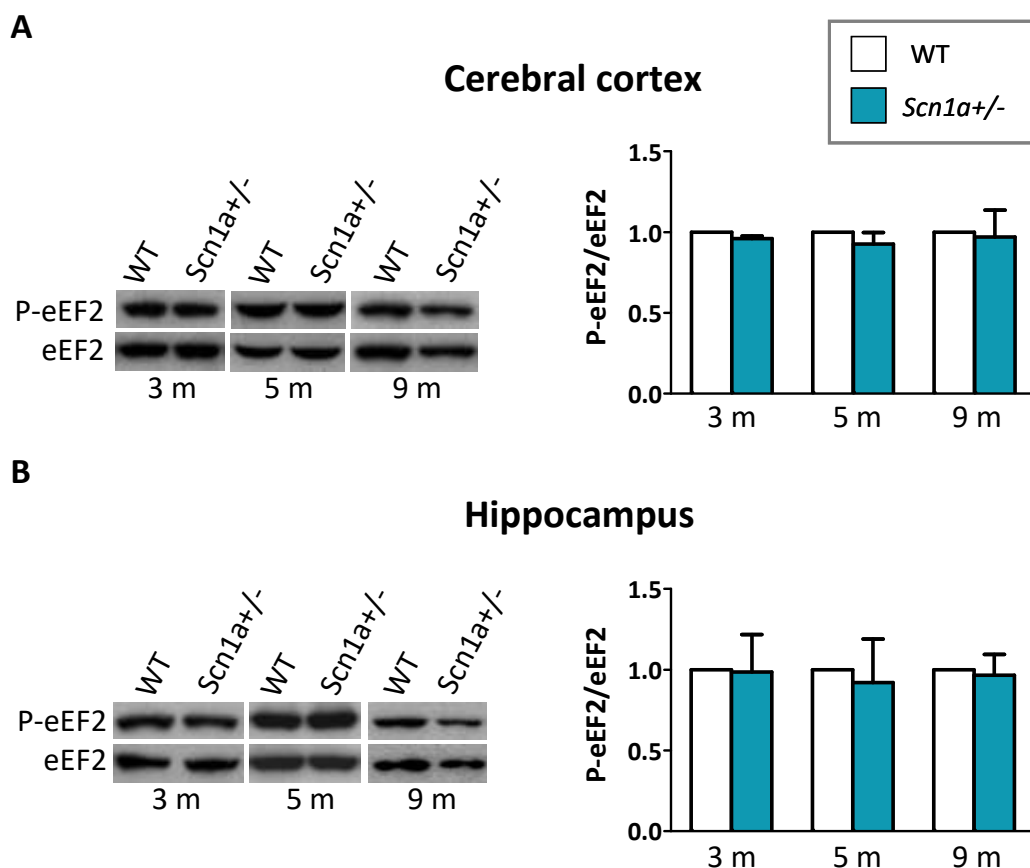 A
Cerebral cortex
WT
Scn1a+/-
WT
Scn1a+/-
WT
Scn1a+/-
WT
Scn1a+/-
P-eEF2
eEF2
3 m
5 m
9 m
P-eEF2/eEF2
1.5
1.0
0.5
0.0
3 m
5 m
9 m
B
Hippocampus
WT
Scn1a+/-
WT
Scn1a+/-
WT
Scn1a+/-
P-eEF2
eEF2
3 m
5 m
9 m
P-eEF2/eEF2
1.5
1.0
0.5
0.0
3 m
5 m
9 m